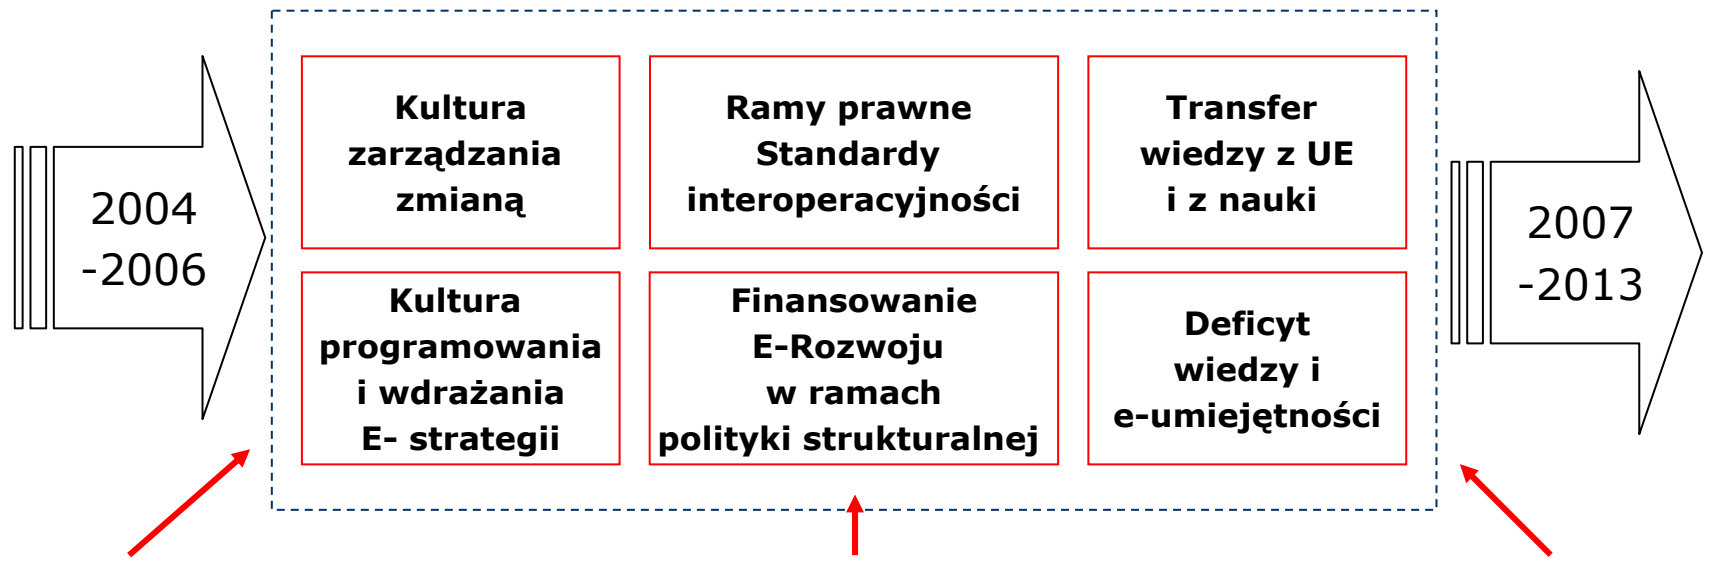 2004
-2006
Kultura
zarządzania
zmianą
Ramy prawne
Standardy
interoperacyjności
Transfer
wiedzy z UE
i z nauki
Kultura
programowania
i wdrażania
E- strategii
Finansowanie
E-Rozwoju
w ramach
polityki strukturalnej
Deficyt
wiedzy i
e-umiejętności
2007
-2013